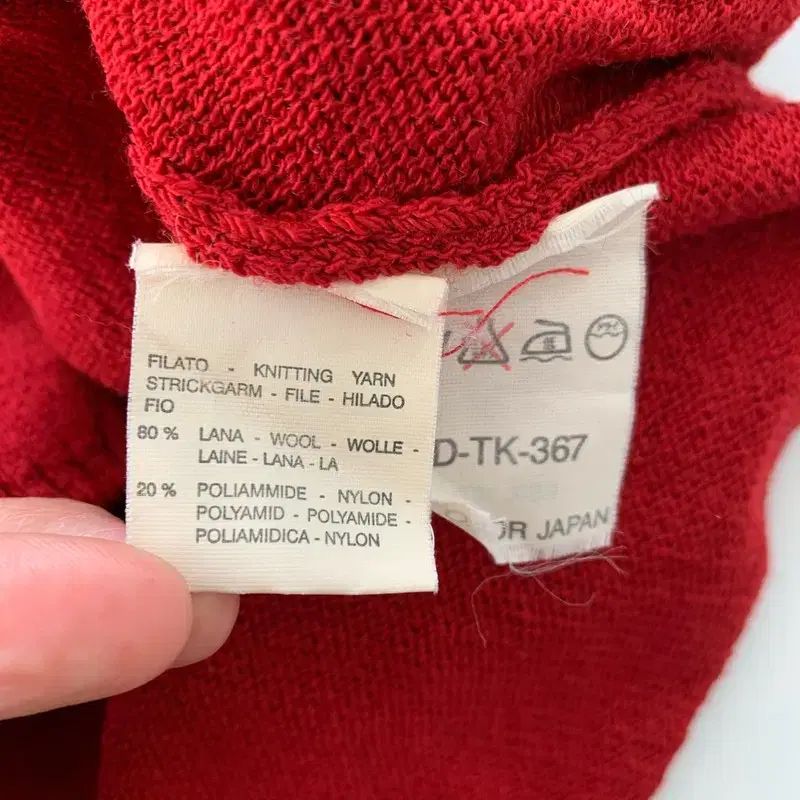 FILATO - KNITTING YARN
STRICKGARM - FILE - HILADO
FIO
80 % LANA - WOOL - WOLLE -
LAINE - LANA - LA
20 % POLIAMMIDE - NYLON -
POLYAMID - POLYAMIDE -
POLIAMIDICA - NYLON
D-TK-367
JAPAN